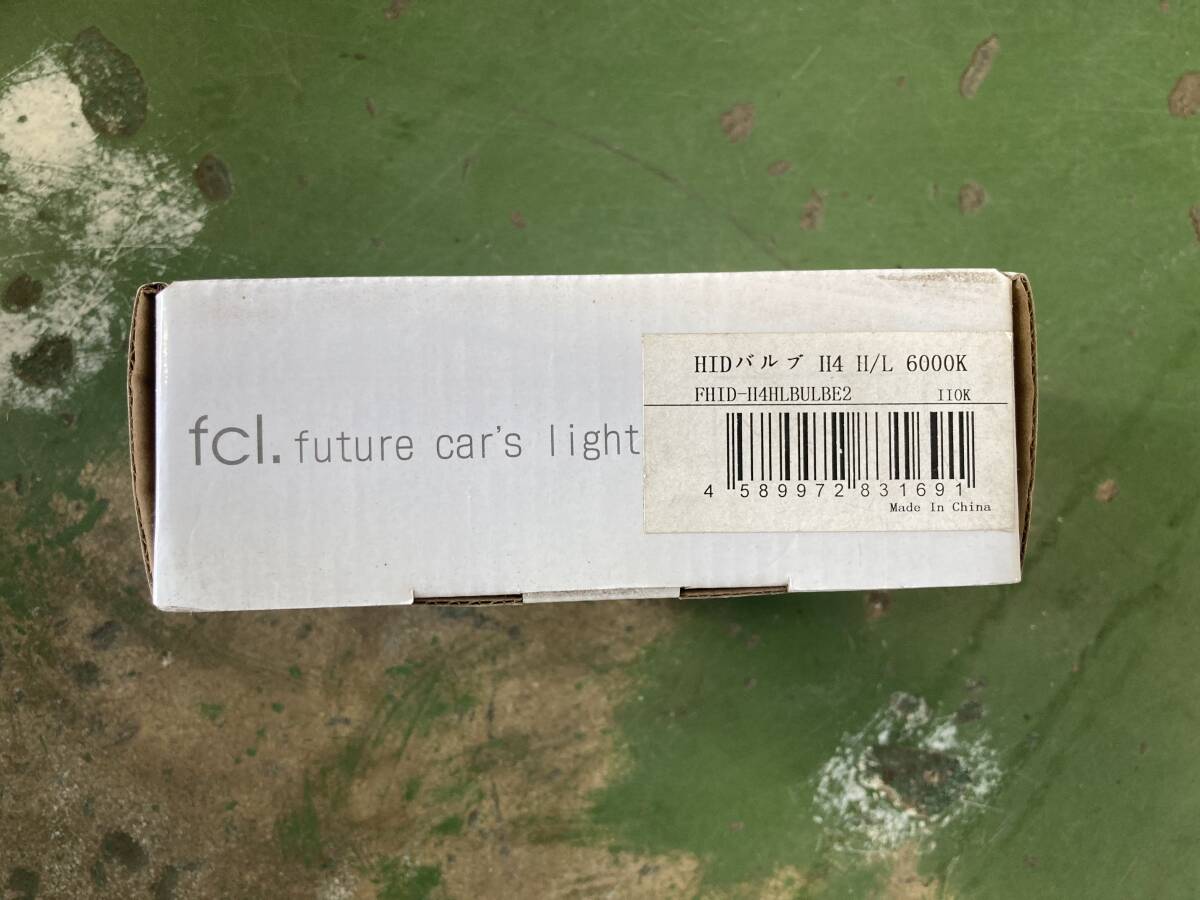 fcl. future car's light
HIDバルブ H4 H/L 6000K
FHID-H4HLBULBE2 IIOK
4 589972 831691
Made In China